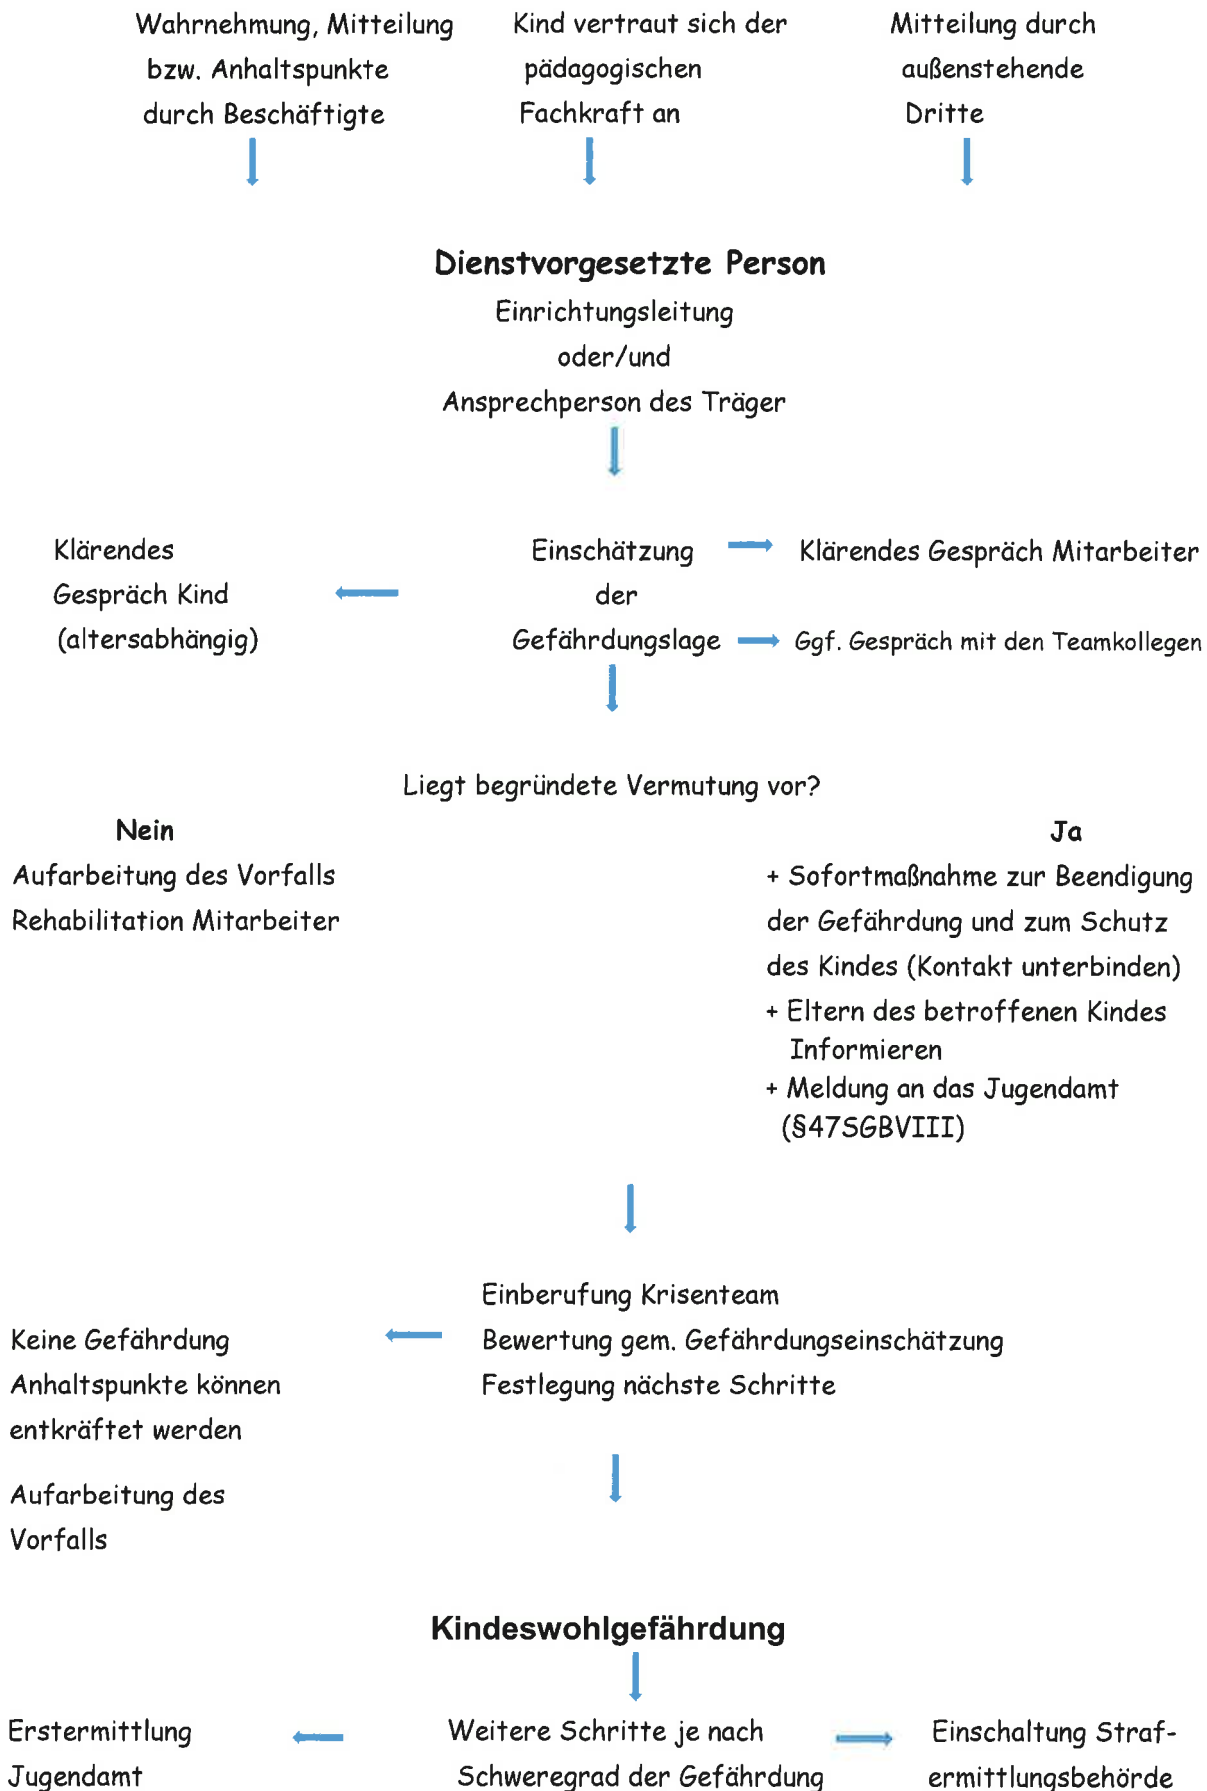 Wahrnehmung, Mitteilung
bzw. Anhaltspunkte
durch Beschäftigte
Kind vertraut sich der
pädagogischen
Fachkraft an
Mitteilung durch
außenstehende
Dritte
Dienstvorgesetzte Person
Einrichtungsleitung
oder/und
Ansprechperson des Träger
Klärendes
Gespräch Kind
(altersabhängig)
Einschätzung
der
Gefährdungslage
Klärendes Gespräch Mitarbeiter
Ggf. Gespräch mit den Teamkollegen
Liegt begründete Vermutung vor?
Nein
Aufarbeitung des Vorfalls
Rehabilitation Mitarbeiter
Ja
+ Sofortmaßnahme zur Beendigung
der Gefährdung und zum Schutz
des Kindes (Kontakt unterbinden)
+ Eltern des betroffenen Kindes
Informieren
+ Meldung an das Jugendamt
(§47SGBVIII)
Einberufung Krisenteam
Bewertung gem. Gefährdungseinschätzung
Festlegung nächste Schritte
Keine Gefährdung
Anhaltspunkte können
entkräftet werden
Aufarbeitung des
Vorfalls
Kindeswohlgefährdung
Erstermittlung
Jugendamt
Weitere Schritte je nach
Schweregrad der Gefährdung
Einschaltung Straf-
ermittlungsbehörde